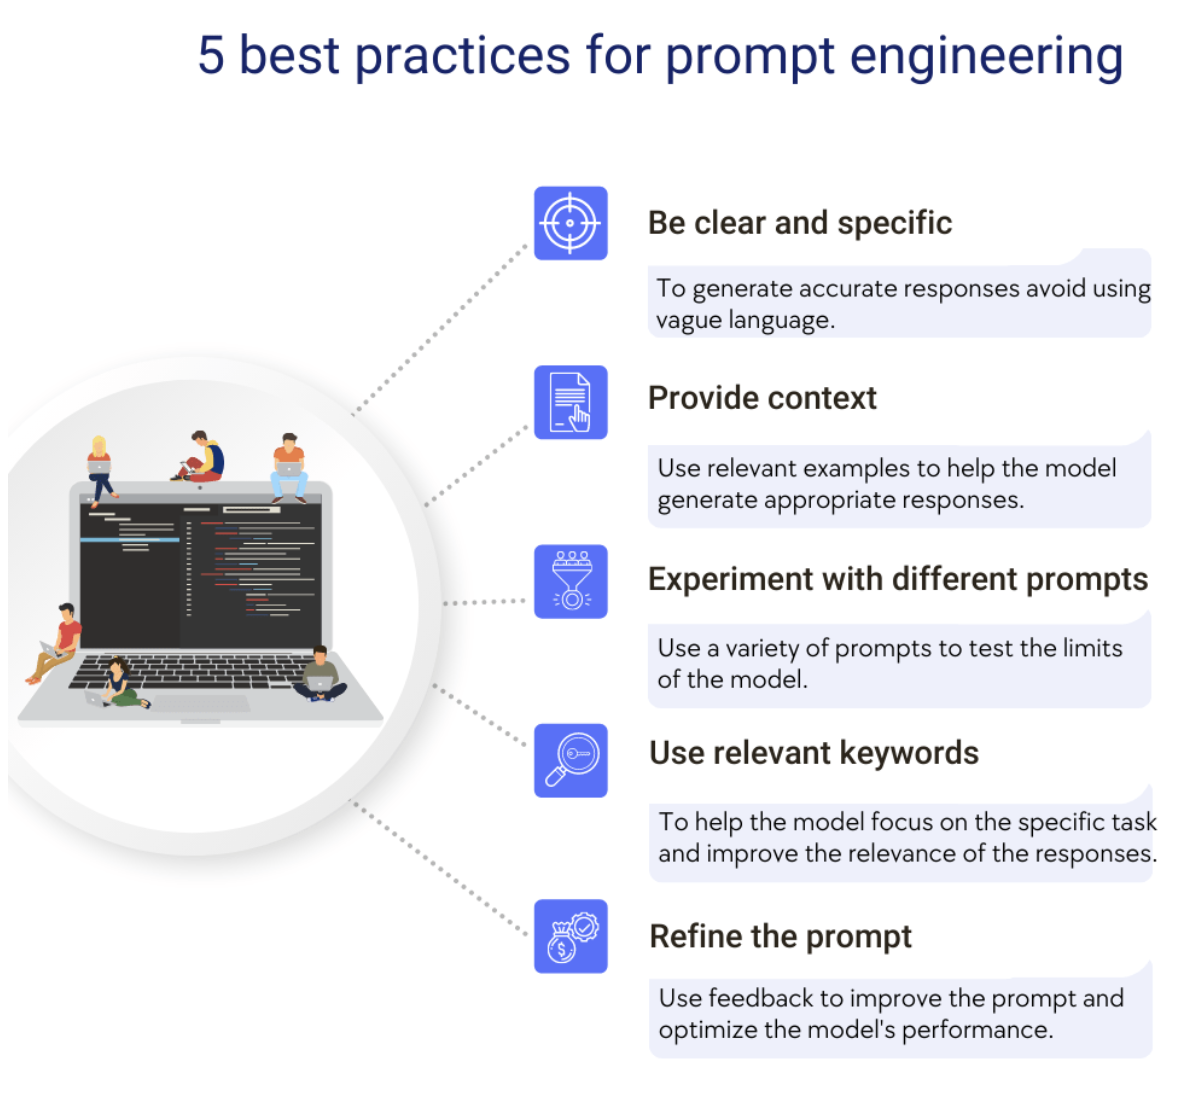 5 best practices for prompt engineering
Be clear and specific
To generate accurate responses avoid using
vague language.
Provide context
Use relevant examples to help the model
generate appropriate responses.
Experiment with different prompts
Use a variety of prompts to test the limits
of the model.
Use relevant keywords
To help the model focus on the specific task
and improve the relevance of the responses.
Refine the prompt
Use feedback to improve the prompt and
optimize the model's performance.